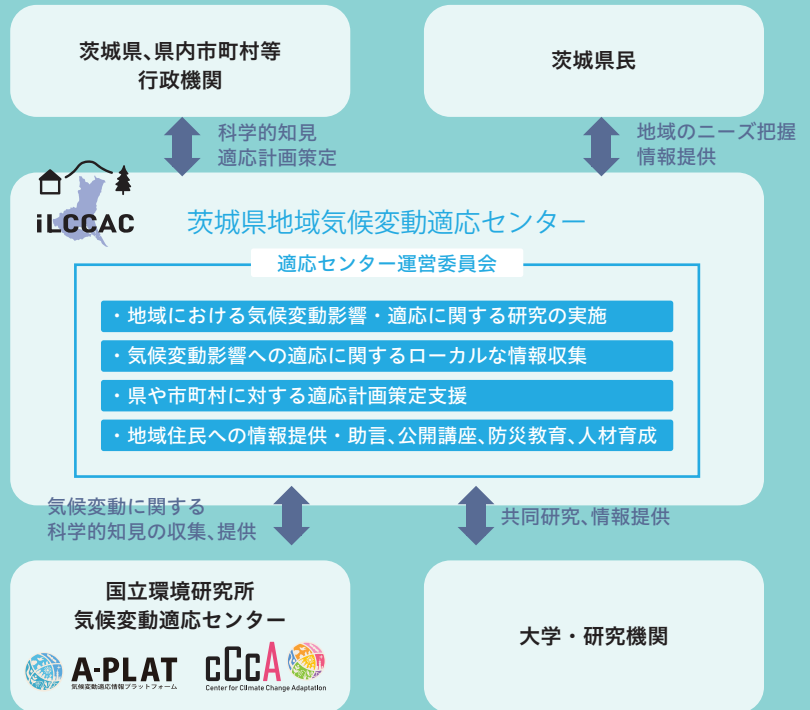 茨城県、県内市町村等
行政機関
茨城県民
科学的知見
適応計画策定
地域のニーズ把握
情報提供
iLCCAC
茨城県地域気候変動適応センター
適応センター運営委員会
・地域における気候変動影響・適応に関する研究の実施
・気候変動影響への適応に関するローカルな情報収集
・県や市町村に対する適応計画策定支援
・地域住民への情報提供・助言、公開講座、防災教育、人材育成
気候変動に関する
科学的知見の収集、提供
共同研究、情報提供
国立環境研究所
気候変動適応センター
A-PLAT
気候変動適応情報プラットフォーム
CCCA
Center for Climate Change Adaptation
大学・研究機関